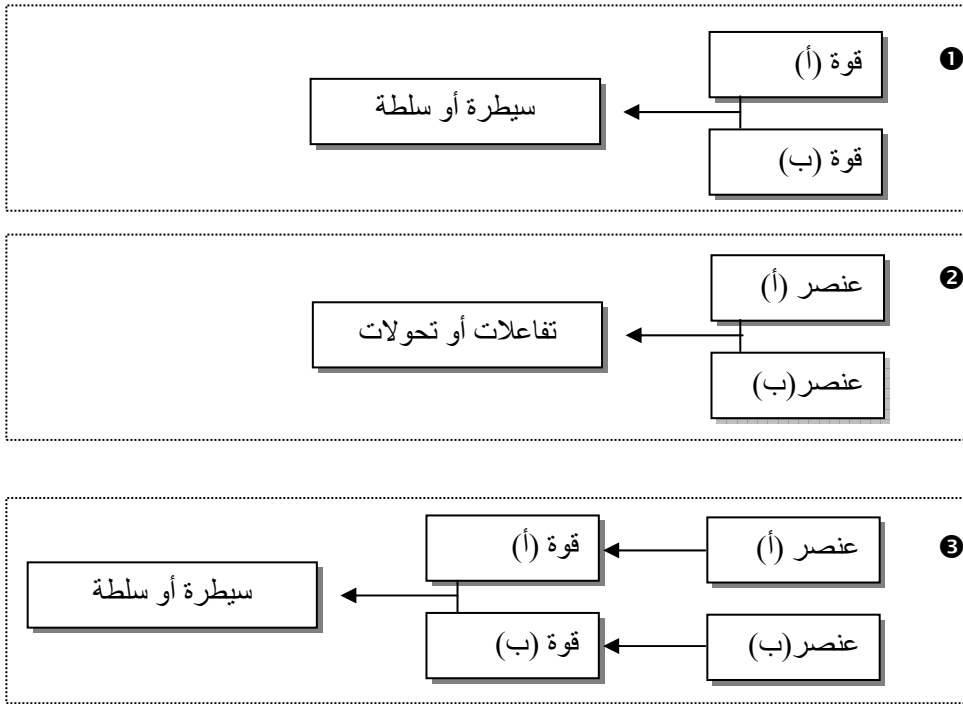 ❶
قوة (أ)
سيطرة أو سلطة
قوة (ب)
❷
عنصر (أ)
تفاعلات أو تحولات
عنصر(ب)
❸
عنصر (أ)
قوة (أ)
سيطرة أو سلطة
عنصر(ب)
قوة (ب)